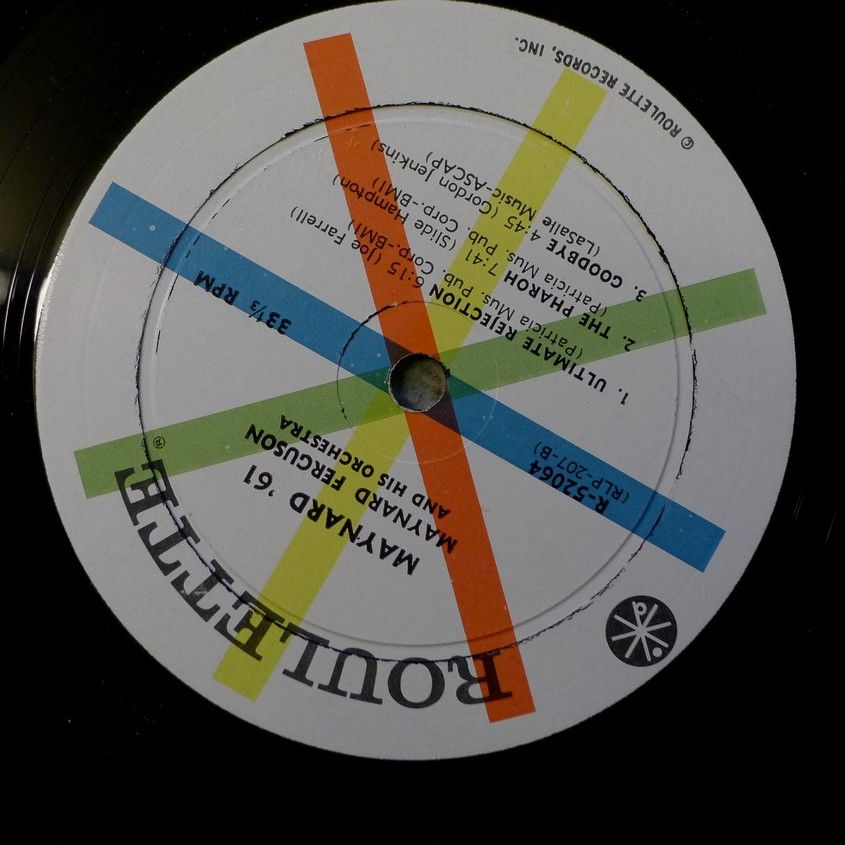 ROULETTE®
MAYNARD '61
MAYNARD FERGUSON
AND HIS ORCHESTRA
R-52064
(RLP-207-B)
33⅓ RPM
1. ULTIMATE REJECTION 6:15 (Joe Farrell)
(Patricia Mus. Pub. Corp.-BMI)
2. THE PHAROH 7:41 (Slide Hampton)
(Patricia Mus. Pub. Corp.-BMI)
3. GOODBYE 4:45 (Gordon Jenkins)
(LaSalle Music-ASCAP)
© ROULETTE RECORDS, INC.